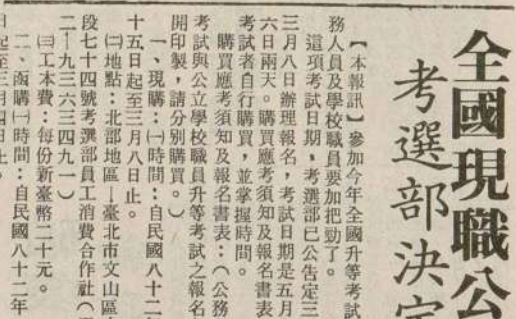 全國現職公
考選部決定
【本報訊】參加今年全國升等考試
務人員及學校職員要加把勁了。
這項考試日期，考選部已公告定三
三月八日辦理報名，考試日期是五月
六日兩天。購買應考須知及報名書表
考試者自行購買，並掌握時間。
購買應考須知及報名書表：（公務
考試與公立學校職員升等考試之報名
開印製，請分別購買。）
一、現購：㈠時間：自民國八十二年
十五日起至三月八日止。
㈡地點：北部地區—臺北市文山區
段七十四號考選部員工消費合作社（
二—九三六三四九一）
㈢工本費：每份新臺幣二十元。
二、函購㈠時間：自民國八十二年
日起至三月四日止。